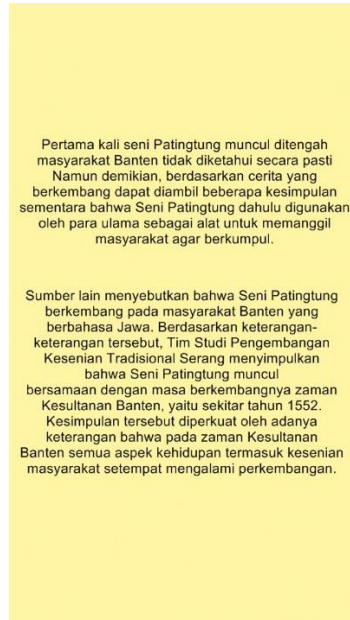 Pertama kali seni Patingtung muncul ditengah
masyarakat Banten tidak diketahui secara pasti
Namun demikian, berdasarkan cerita yang
berkembang dapat diambil beberapa kesimpulan
sementara bahwa Seni Patingtung dahulu digunakan
oleh para ulama sebagai alat untuk memanggil
masyarakat agar berkumpul.
Sumber lain menyebutkan bahwa Seni Patingtung
berkembang pada masyarakat Banten yang
berbahasa Jawa. Berdasarkan keterangan-
keterangan tersebut, Tim Studi Pengembangan
Kesenian Tradisional Serang menyimpulkan
bahwa Seni Patingtung muncul
bersamaan dengan masa berkembangnya zaman
Kesultanan Banten, yaitu sekitar tahun 1552.
Kesimpulan tersebut diperkuat oleh adanya
keterangan bahwa pada zaman Kesultanan
Banten semua aspek kehidupan termasuk kesenian
masyarakat setempat mengalami perkembangan.